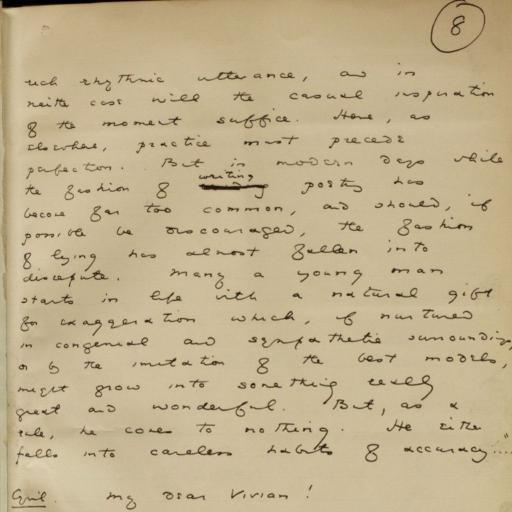 8
rich rhythmic utterance, and in
neither case will the casual inspiration
of the moment suffice. Here, as
elsewhere, practice must precede
perfection. But in modern days while
the fashion of writing poetry has
become far too common, and should, if
possible be discouraged, the fashion
of lying has almost fallen into
disrepute. Many a young man
starts in life with a natural gift
for exaggeration which, if nurtured
in congenial and sympathetic surroundings,
or by the imitation of the best models,
might grow into something really
great and wonderful. But, as a
rule, he comes to nothing. He either
falls into careless habits of accuracy...."
Cyril. My dear Vivian!